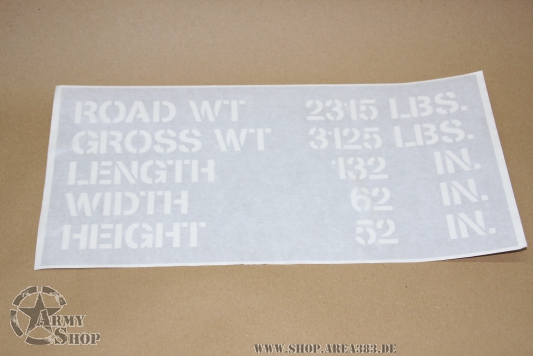 ROAD WT 2315 LBS.
GROSS WT 3125 LBS.
LENGTH 132 IN.
WIDTH 62 IN.
HEIGHT 52 IN.
ARMY
SHOP
WWW.SHOP.AREA383.DE